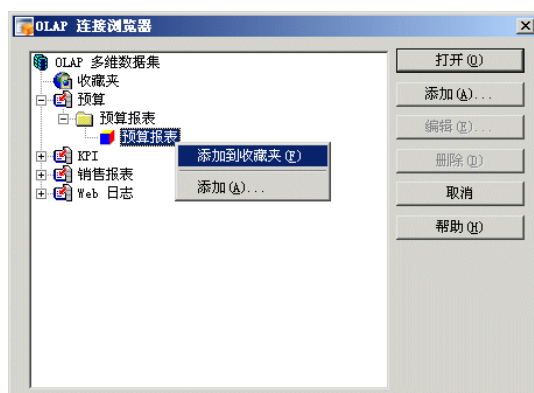 OLAP 连接浏览器
OLAP 多维数据集
收藏夹
预算
预算报表
预算报表
KPI
销售报表
Web 日志
添加到收藏夹(F)
添加(A)...
打开(O)
添加(A)...
编辑(E)...
删除(D)
取消
帮助(H)